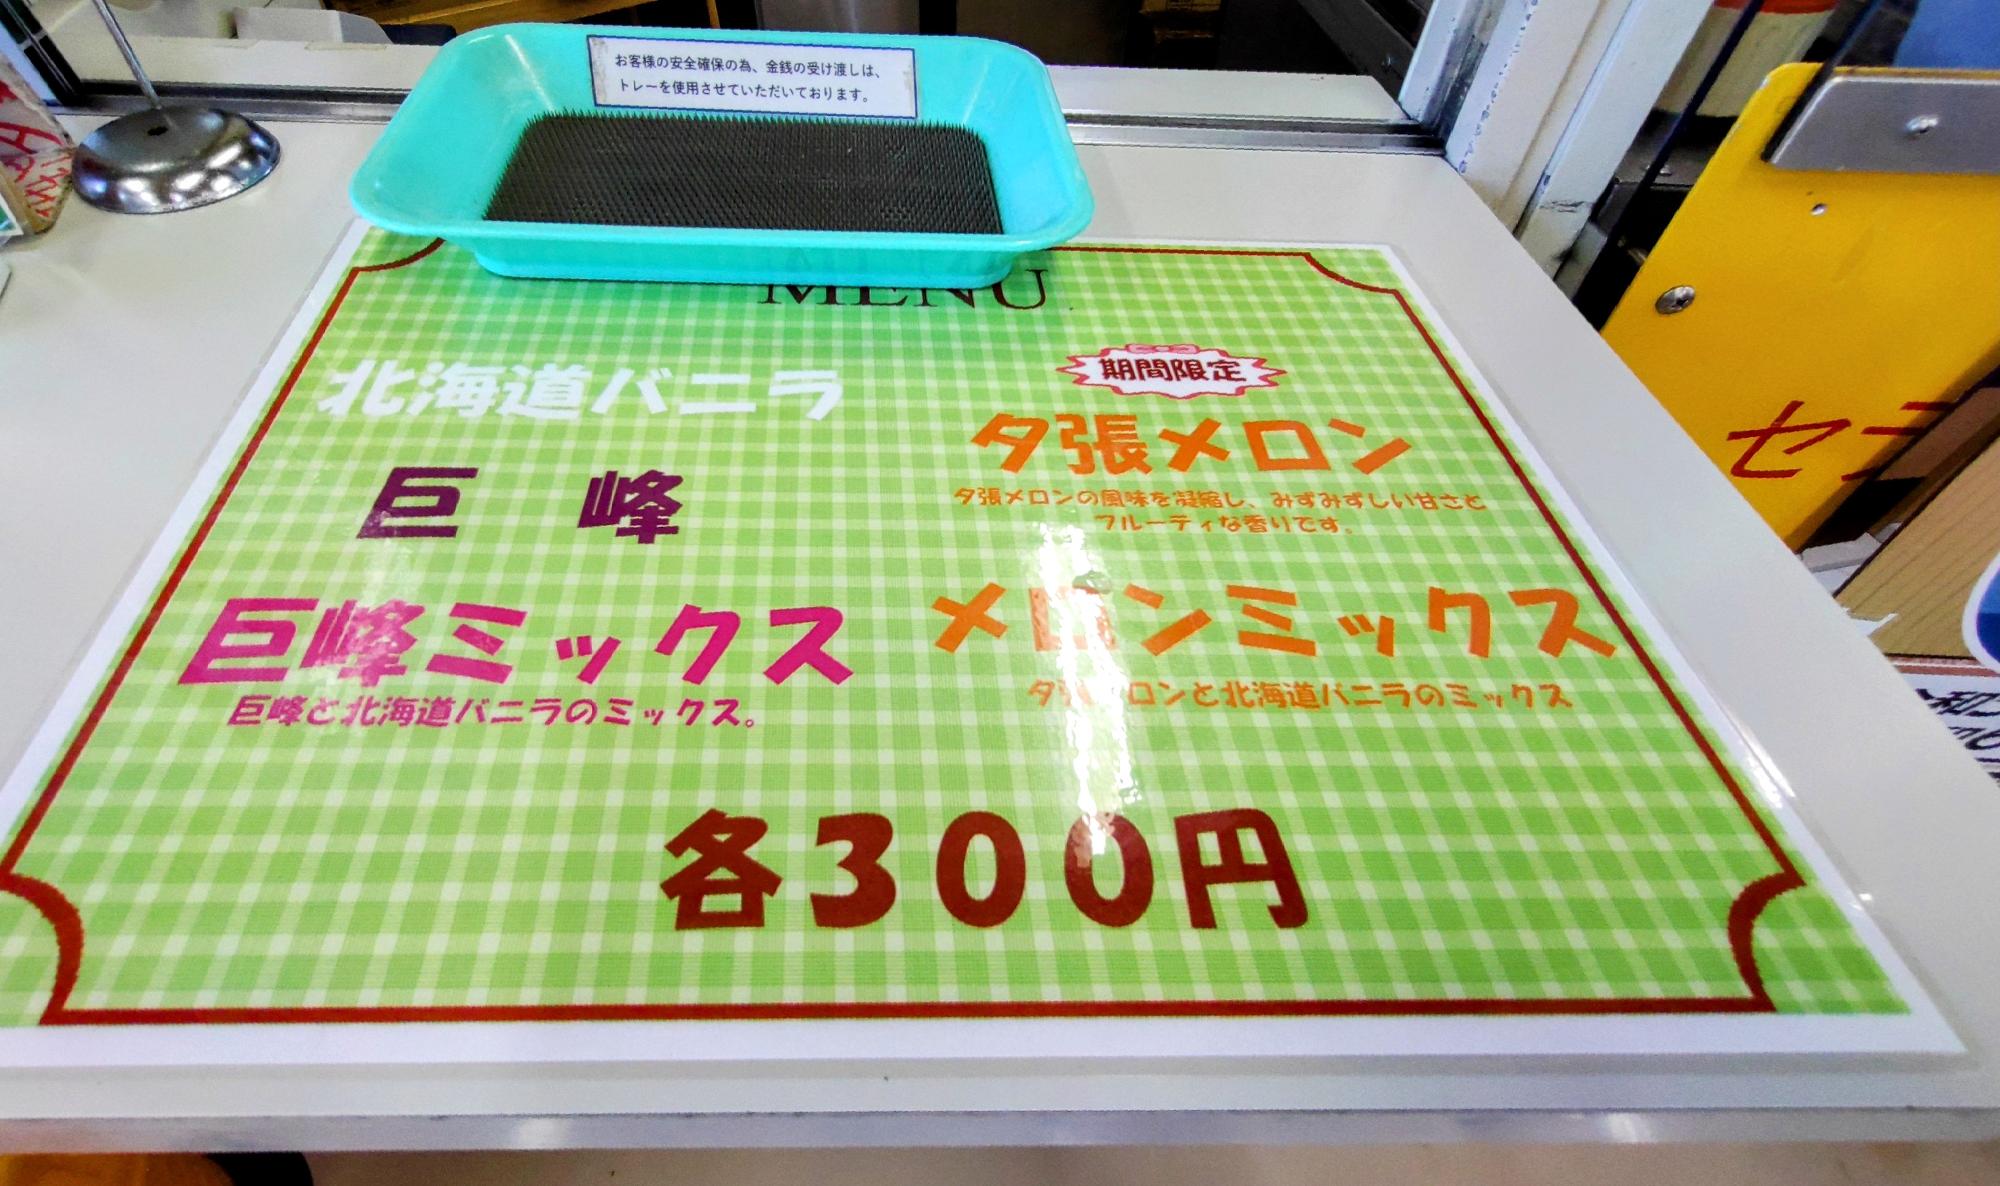 お客様の安全確保の為、金銭の受け渡しは、
トレーを使用させていただいております。
MENU
北海道バニラ
巨 峰
巨峰ミックス
巨峰と北海道バニラのミックス。
期間限定
夕張メロン
夕張メロンの風味を凝縮し、みずみずしい甘さと
フルーティな香りです。
メロンミックス
夕張メロンと北海道バニラのミックス
各300円
セ